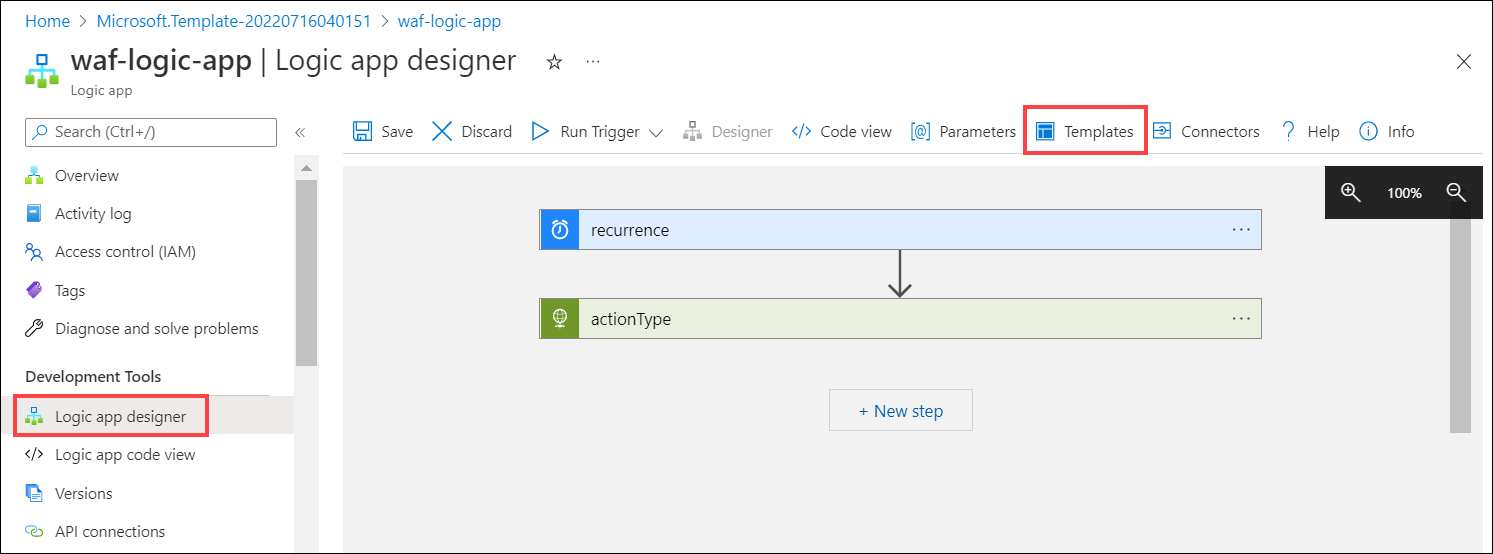 Home > Microsoft.Template-20220716040151 > waf-logic-app
waf-logic-app | Logic app designer ...
Logic app
Search (Ctrl+/) «
Save Discard Run Trigger Designer </> Code view [@] Parameters Templates Connectors ? Help Info
Overview
Activity log
Access control (IAM)
Tags
Diagnose and solve problems
Development Tools
Logic app designer
</> Logic app code view
Versions
API connections
100%
recurrence ...
actionType ...
+ New step